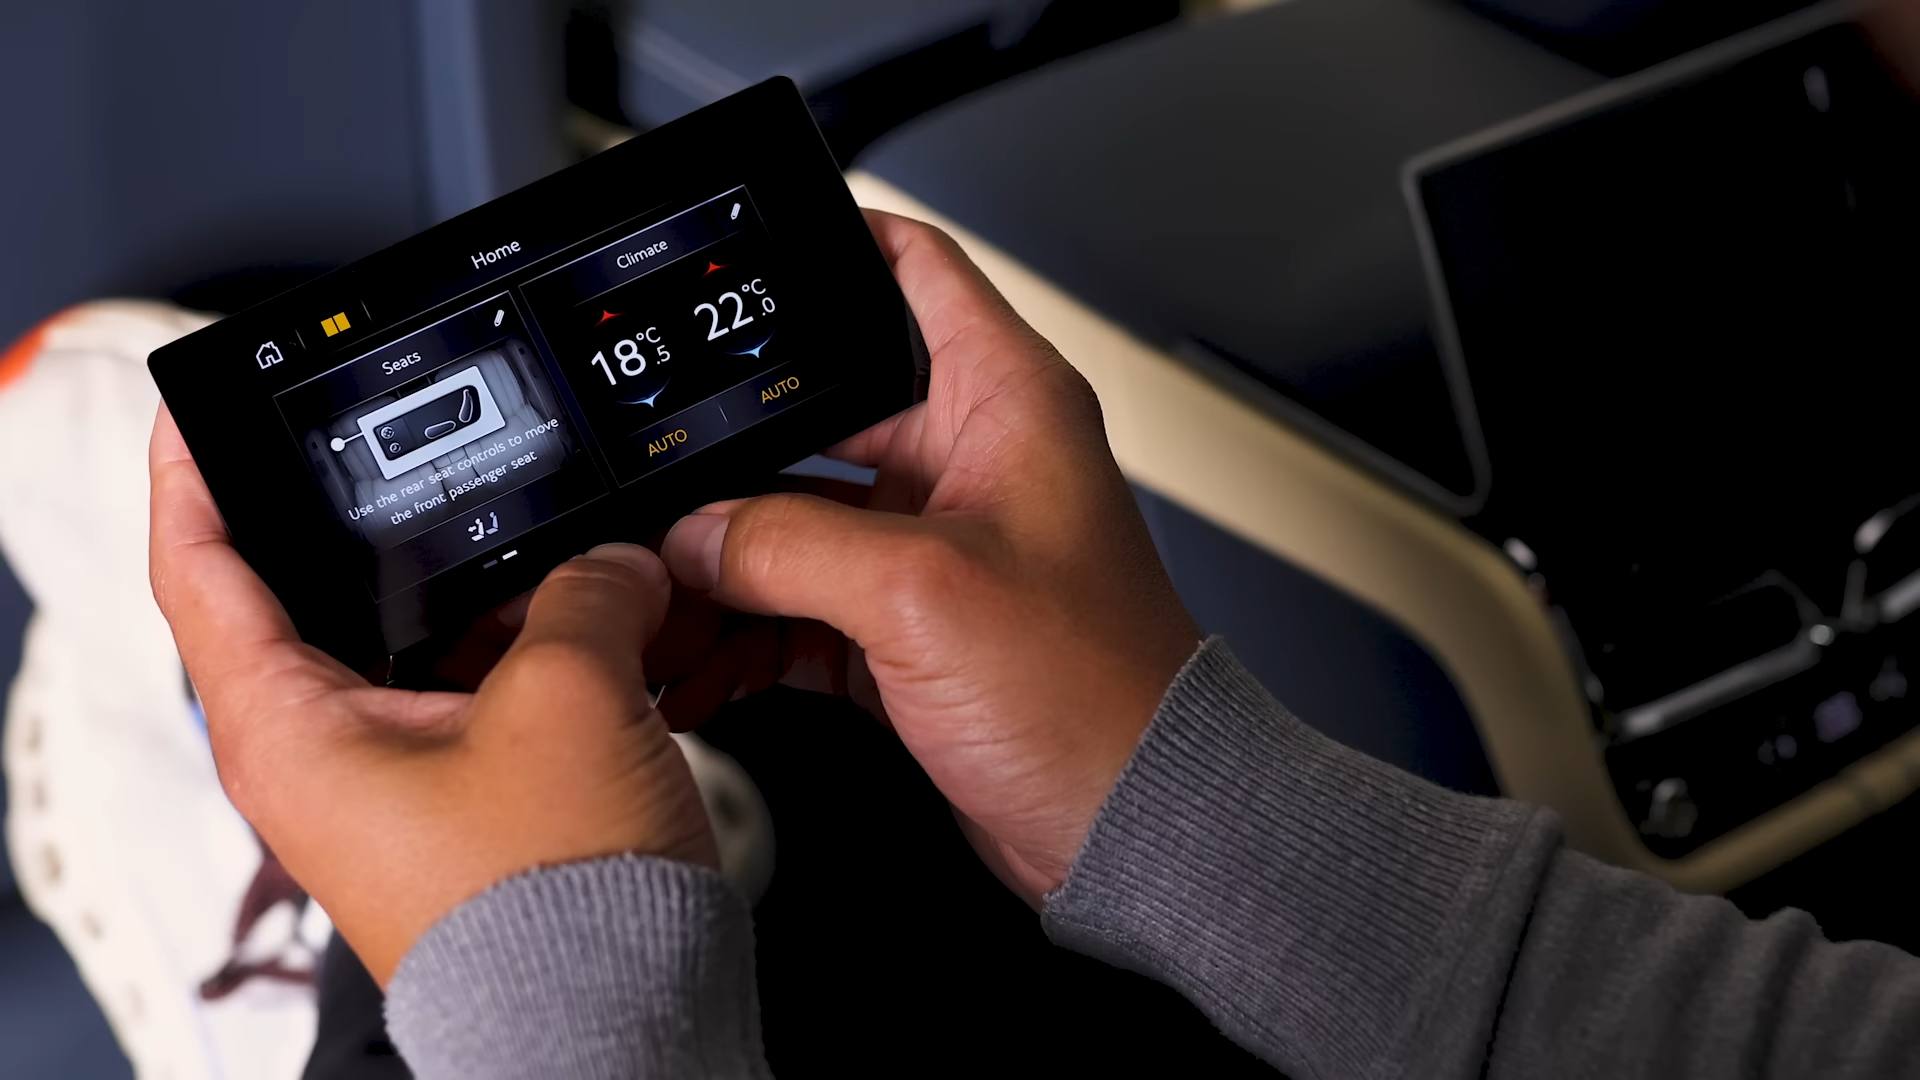 Home
Seats
Use the rear seat controls to move
the front passenger seat
Climate
18°C .5
22°C .0
AUTO
AUTO